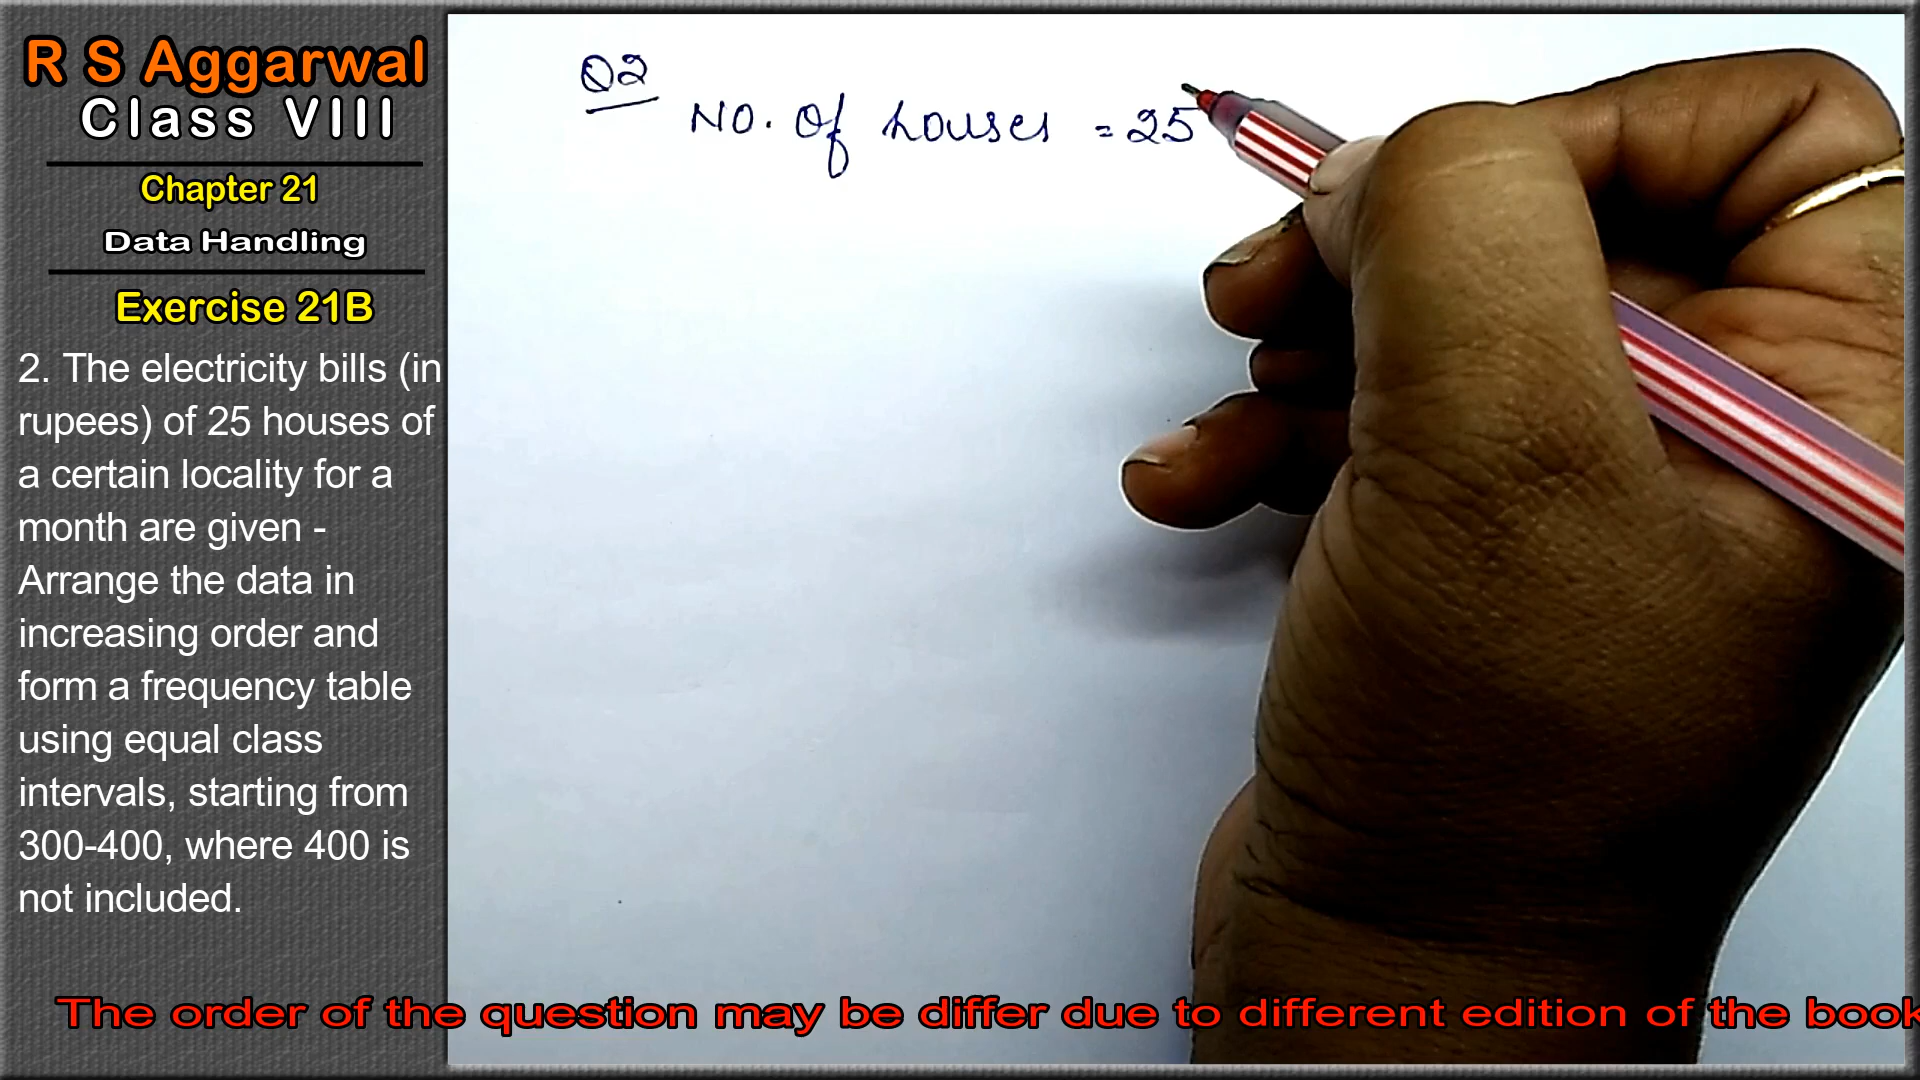 R S Aggarwal
Class VIII
Chapter 21
Data Handling
Exercise 21B
2. The electricity bills (in
rupees) of 25 houses of
a certain locality for a
month are given -
Arrange the data in
increasing order and
form a frequency table
using equal class
intervals, starting from
300-400, where 400 is
not included.
Q2
No. Of houses = 25
The order of the question may be differ due to different edition of the book